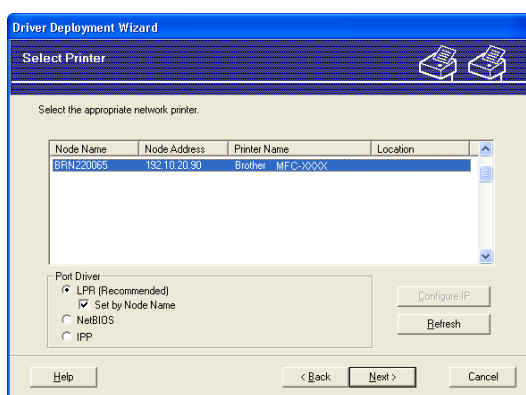 Driver Deployment Wizard
Select Printer
Select the appropriate network printer.
Node Name Node Address Printer Name Location
BRN220065 192.10.20.90 Brother MFC-XXXX
Port Driver
LPR (Recommended)
Set by Node Name
NetBIOS
IPP
Configure IP
Refresh
Help < Back Next > Cancel